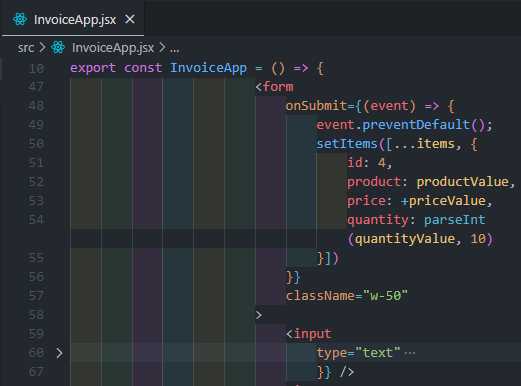 InvoiceApp.jsx ×
src > InvoiceApp.jsx > ...
10 export const InvoiceApp = () => {
47 <form
48 onSubmit={(event) => {
49 event.preventDefault();
50 setItems([...items, {
51 id: 4,
52 product: productValue,
53 price: +priceValue,
54 quantity: parseInt
(quantityValue, 10)
55 }])
56 }}
57 className="w-50"
58 >
59 <input
60 > type="text" ...
67 }} />